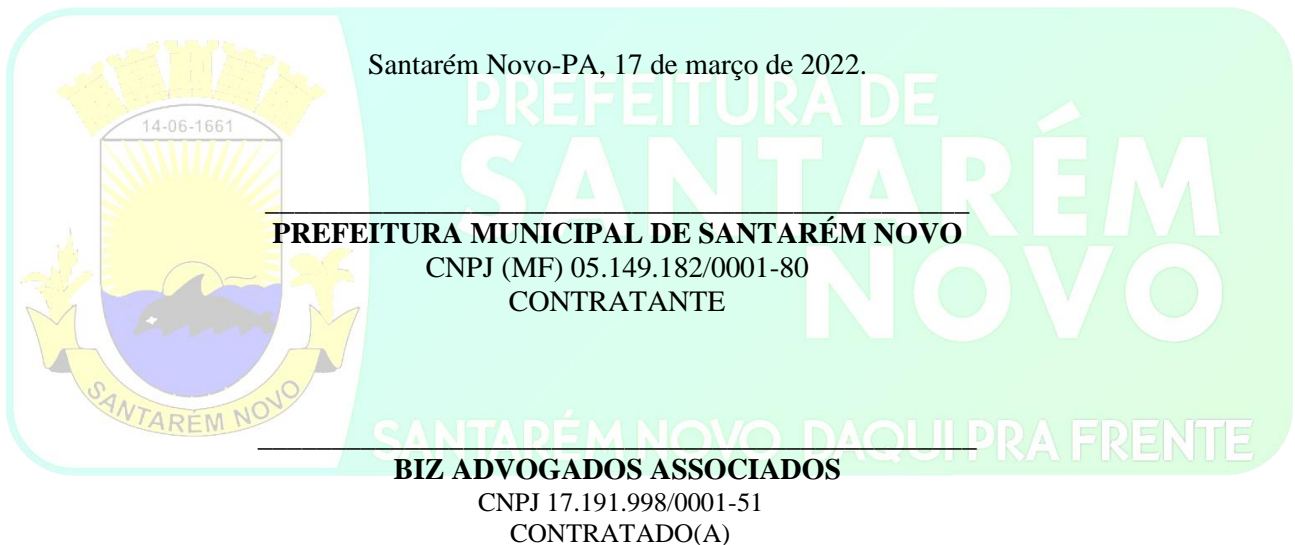 Santarém Novo-PA, 17 de março de 2022.
PREFEITURA DE
SANTARÉM
NOVO
14-06-1661
PREFEITURA MUNICIPAL DE SANTARÉM NOVO
CNPJ (MF) 05.149.182/0001-80
CONTRATANTE
SANTARÉM NOVO
SANTARÉM NOVO DAQUI PRA FRENTE
BIZ ADVOGADOS ASSOCIADOS
CNPJ 17.191.998/0001-51
CONTRATADO(A)